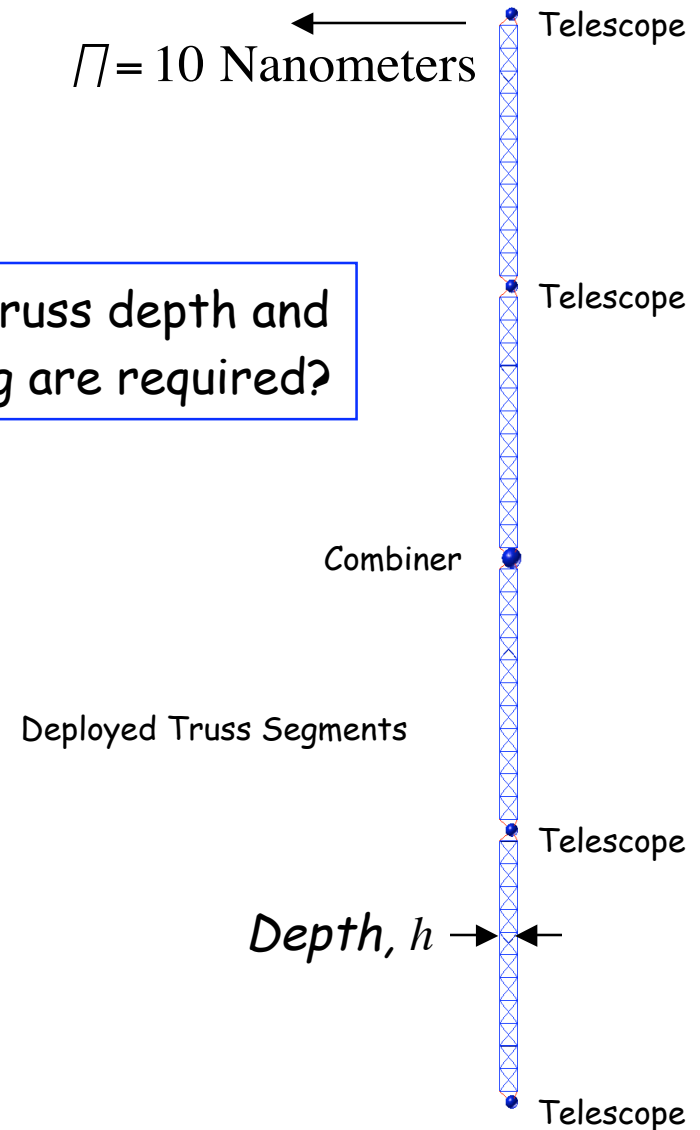 Telescope
∏ = 10 Nanometers
Telescope
russ depth and
g are required?
Combiner
Deployed Truss Segments
Telescope
Depth, h
Telescope